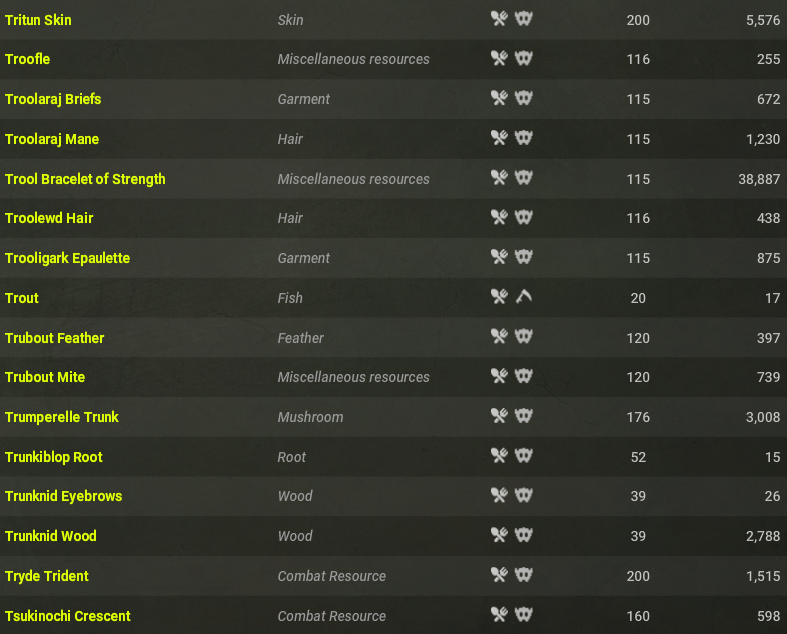 Tritun Skin Skin 200 5,576
Troofle Miscellaneous resources 116 255
Troolaraj Briefs Garment 115 672
Troolaraj Mane Hair 115 1,230
Trool Bracelet of Strength Miscellaneous resources 115 38,887
Troolewd Hair Hair 116 438
Trooligark Epaulette Garment 115 875
Trout Fish 20 17
Trubout Feather Feather 120 397
Trubout Mite Miscellaneous resources 120 739
Trumperelle Trunk Mushroom 176 3,008
Trunkiblop Root Root 52 15
Trunknid Eyebrows Wood 39 26
Trunknid Wood Wood 39 2,788
Tryde Trident Combat Resource 200 1,515
Tsukinochi Crescent Combat Resource 160 598